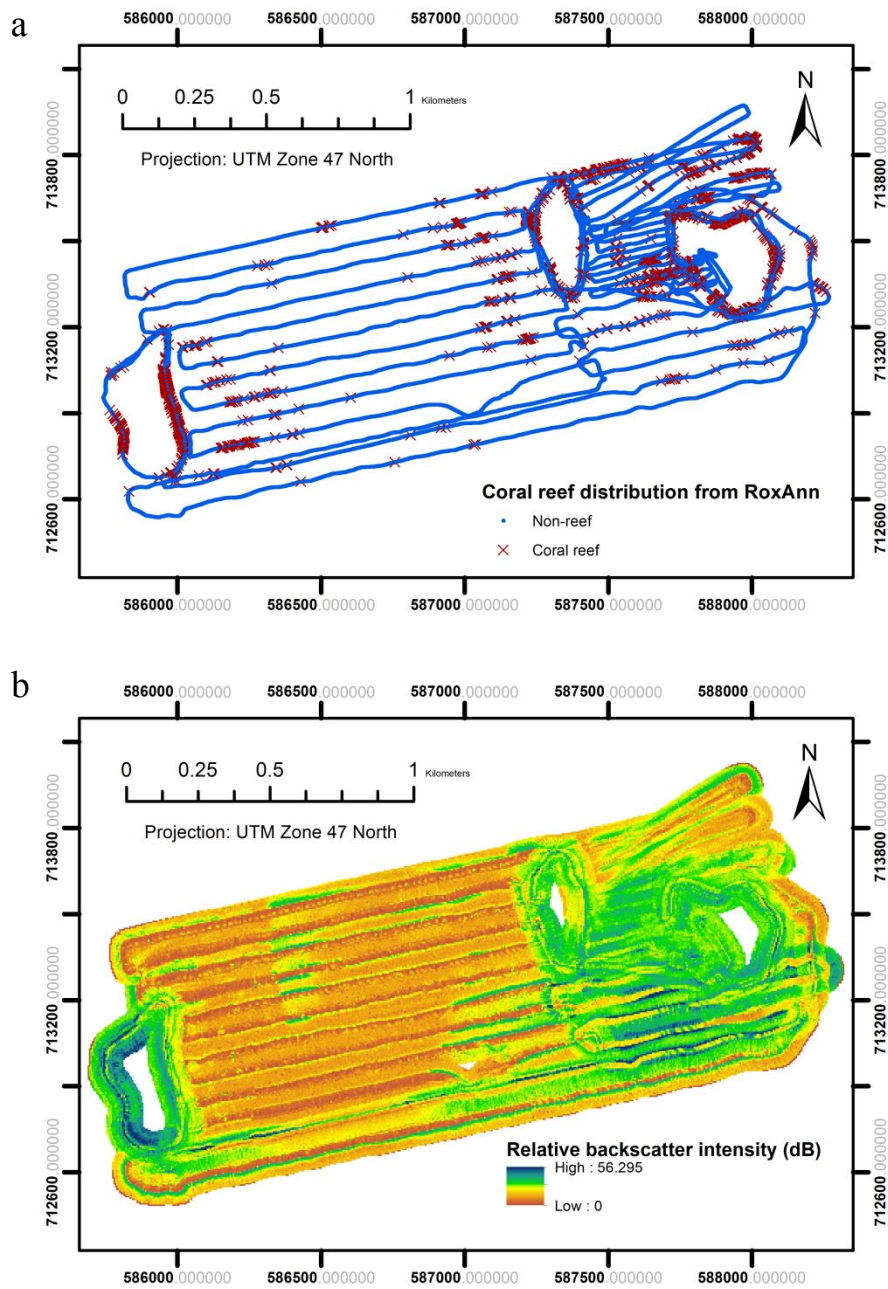 a
586000.000000 586500.000000 587000.000000 587500.000000 588000.000000
0 0.25 0.5 1 Kilometers
N
Projection: UTM Zone 47 North
713800.000000 713800.000000
713200.000000 713200.000000
712600.000000 712600.000000
Coral reef distribution from RoxAnn
Non-reef
Coral reef
586000.000000 586500.000000 587000.000000 587500.000000 588000.000000
b
586000.000000 586500.000000 587000.000000 587500.000000 588000.000000
0 0.25 0.5 1 Kilometers
N
Projection: UTM Zone 47 North
713800.000000 713800.000000
713200.000000 713200.000000
712600.000000 712600.000000
Relative backscatter intensity (dB)
High : 56.295
Low : 0
586000.000000 586500.000000 587000.000000 587500.000000 588000.000000